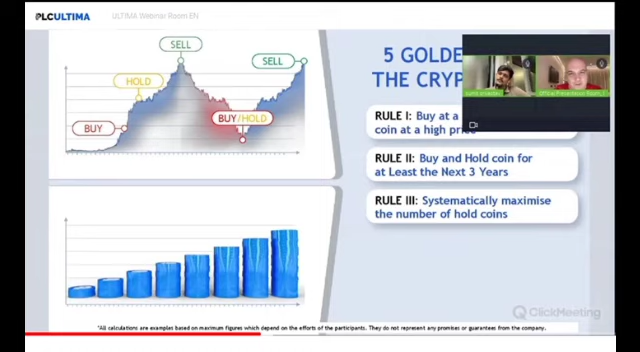 PLCULTIMA
ULTIMA Webinar Room EN
SELL
HOLD
BUY
SELL
BUY/HOLD
5 GOLDE
THE CRYP
RULE I: Buy at a
coin at a high price
RULE II: Buy and Hold coin for
at Least the Next 3 Years
RULE III: Systematically maximise
the number of hold coins
ClickMeeting
*All calculations are examples based on maximum figures which depend on the efforts of the participants. They do not represent any promises or guarantees from the company.